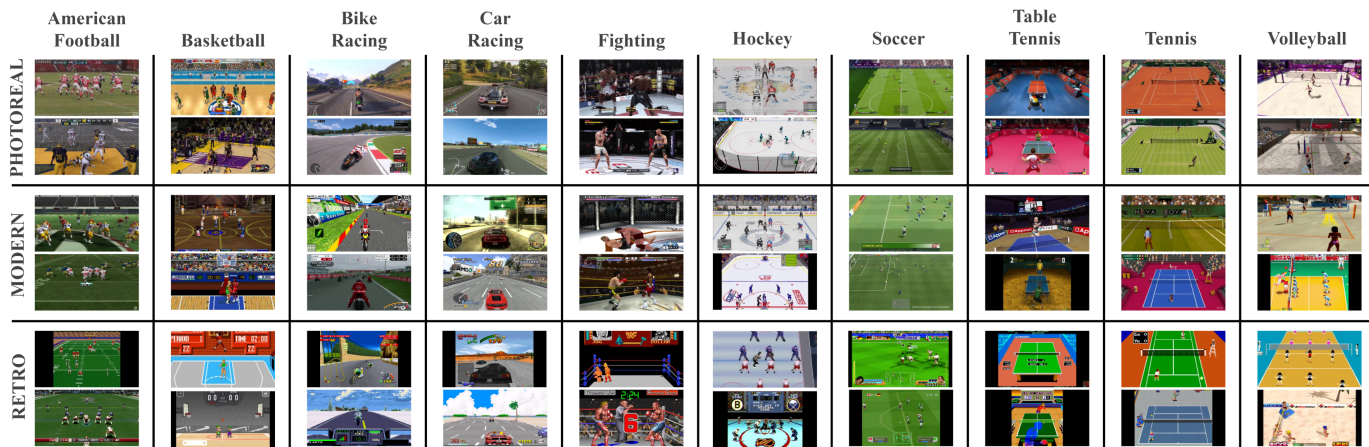 American
Football
Basketball
Bike
Racing
Car
Racing
Fighting
Hockey
Soccer
Table
Tennis
Tennis
Volleyball
PHOTOREAL
MODERN
RETRO
PERIOD
TIME 02:00
2:24
6